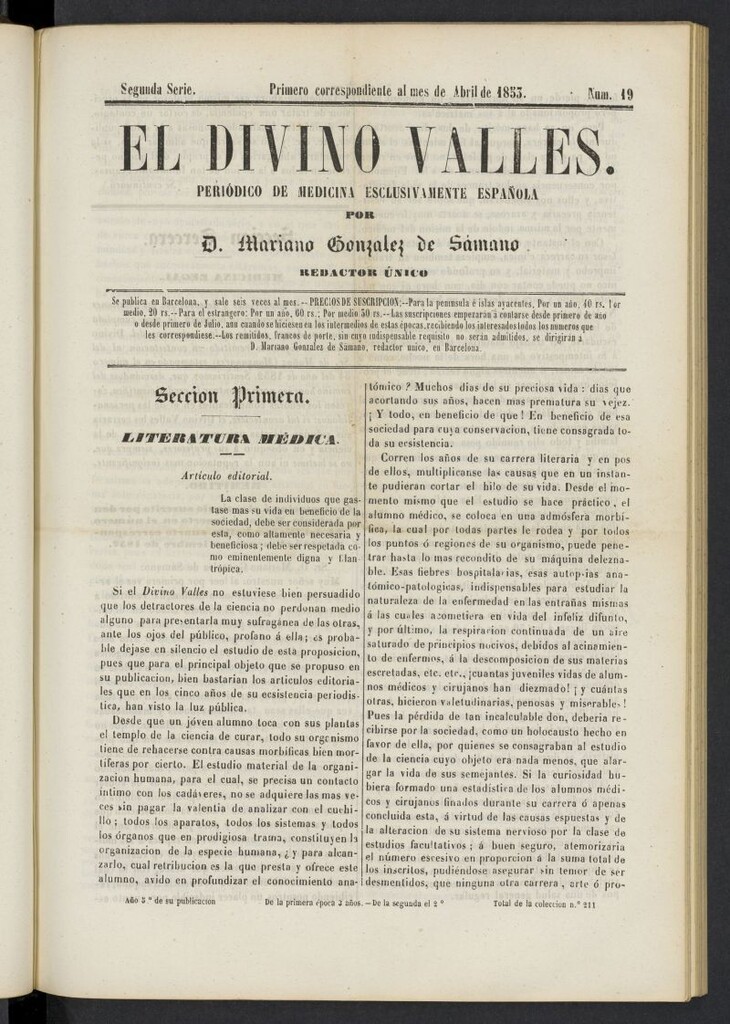 Segunda Serie. Primero correspondiente al mes de Abril de 1853. Num. 19
EL DIVINO VALLES.
PERIÓDICO DE MEDICINA ESCLUSIVAMENTE ESPAÑOLA
POR
D. Mariano Gonzalez de Sámano.
REDACTOR ÚNICO
Se publica en Barcelona, y sale seis veces al mes.—PRECIOS DE SUSCRIPCION;—Para la peninsula é islas ayacentes, Por un año, 40 rs. Por
medio, 20 rs.—Para el estrangero: Por un año, 60 rs.; Por medio 30 rs.—Las suscripciones empezarán á contarse desde primero de año
o desde primero de Julio, aun cuando se hiciesen en los intermedios de estas épocas, recibiendo los interesados todos los numeros que
les correspondiese.—Los remitidos, francos de porte, sin cuyo indispensable requisito no serán admitidos, se dirigirán á
D. Mariano Gonzalez de Sámano, redactor unico, en Barcelona.
Seccion Primera.
LITERATURA MÉDICA.
Artículo editorial.
La clase de individuos que gas-
tase mas su vida en beneficio de la
sociedad, debe ser considerada por
esta, como altamente necesaria y
beneficiosa; debe ser respetada co-
mo eminentemente digna y filan-
trópica.
Si el Divino Valles no estuviese bien persuadido
que los detractores de la ciencia no perdonan medio
alguno para presentarla muy sufragánea de las otras,
ante los ojos del público, profano á ella; es proba-
ble dejase en silencio el estudio de esta proposicion,
pues que para el principal objeto que se propuso en
su publicacion, bien bastarian los artículos editoria-
les que en los cinco años de su ecsistencia periodís-
tica, han visto la luz pública.
Desde que un jóven alumno toca con sus plantas
el templo de la ciencia de curar, todo su organismo
tiene de rehacerse contra causas morbíficas bien mor-
tíferas por cierto. El estudio material de la organi-
zacion humana, para el cual, se precisa un contacto
íntimo con los cadáveres, no se adquiere las mas ve-
ces sin pagar la valentia de analizar con el cuchi-
llo; todos los aparatos, todos los sistemas y todos
los órganos que en prodigiosa trama, constituyen la
organizacion de la especie humana, ¿y para alcan-
zarlo, cual retribucion es la que presta y ofrece este
alumno, avido en profundizar el conocimiento ana-
tómico? Muchos dias de su preciosa vida: dias que
acortando sus años, hacen mas prematura su vejez.
¡Y todo, en beneficio de que! En beneficio de esa
sociedad para cuya conservacion, tiene consagrada to-
da su ecsistencia.
Corren los años de su carrera literaria y en pos
de ellos, multiplicanse las causas que en un instan-
te pudieran cortar el hilo de su vida. Desde el mo-
mento mismo que el estudio se hace práctico, el
alumno médico, se coloca en una admósfera morbí-
fica, la cual por todas partes le rodea y por todos
los puntos ó regiones de su organismo, puede pene-
trar hasta lo mas recondito de su máquina deleznа-
ble. Esas fiebres hospitalarias, esas autopsias ana-
tómico-patologicas, indispensables para estudiar la
naturaleza de la enfermedad en las entrañas mismas
á las cuales acometiera en vida del infeliz difunto,
y por último, la respiracion continuada de un aire
saturado de principios nocivos, debidos al acinamien-
to de enfermos, á la descomposicion de sus materias
escretadas, etc. etc., ¡cuantas juveniles vidas de alum-
nos médicos y cirujanos han diezmado! ¡y cuántas
otras, hicieron valetudinarias, penosas y miserables!
Pues la pérdida de tan incalculable don, deberia re-
cibirse por la sociedad, como un holocausto hecho en
favor de ella, por quienes se consagraban al estudio
de la ciencia cuyo objeto era nada menos, que alar-
gar la vida de sus semejantes. Si la curiosidad hu-
biera formado una estadistica de los alumnos médi-
cos y cirujanos finados durante su carrera ó apenas
concluida esta, á virtud de las causas espuestas y de
la alteracion de su sistema nervioso por la clase de
estudios facultativos; á buen seguro, atemorizaria
el número escesivo en proporcion á la suma total de
los inscritos, pudiéndose asegurar sin temor de ser
desmentidos, que ninguna otra carrera, arte ó pro-
Año 5.º de su publicacion De la primera época 3 años.—De la segunda el 2.º Total de la coleccion n.º 211